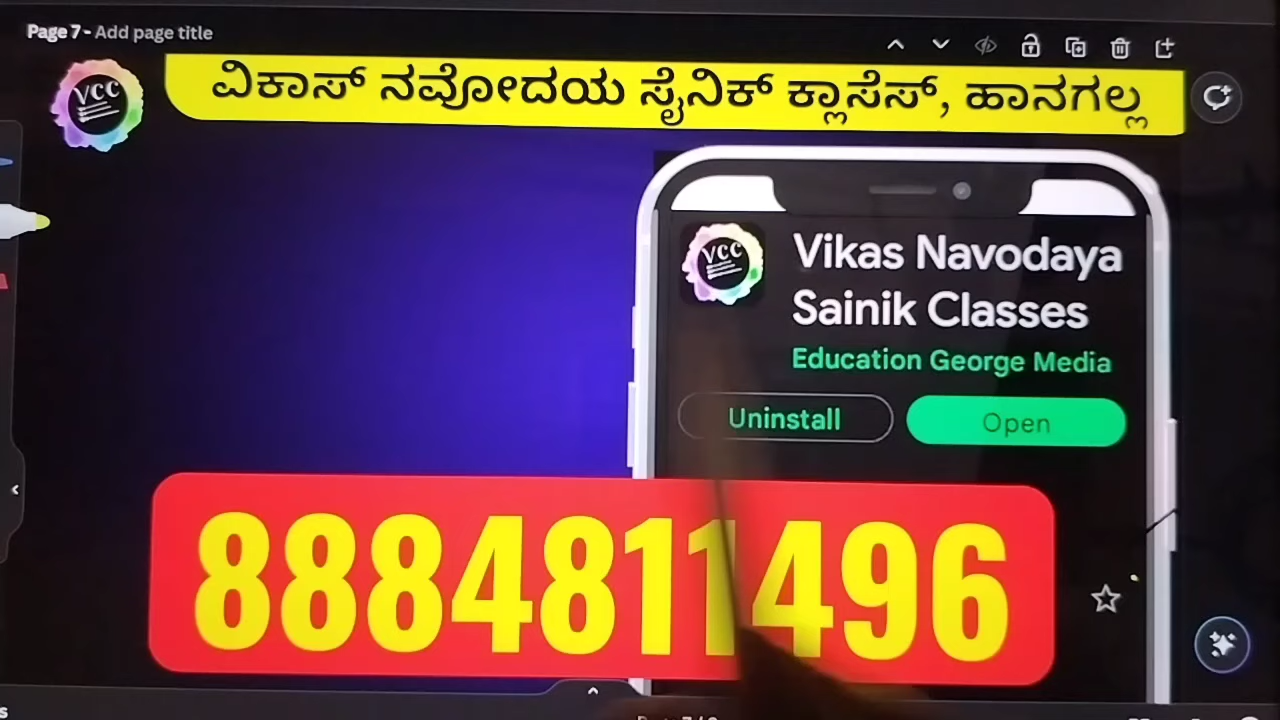 Page 7 - Add page title
VCC
ವಿಕಾಸ್ ನವೋದಯ ಸೈನಿಕ್ ಕ್ಲಾಸೆಸ್, ಹಾನಗಲ್ಲ
VCC
Vikas Navodaya
Sainik Classes
Education George Media
Uninstall
Open
8884811496